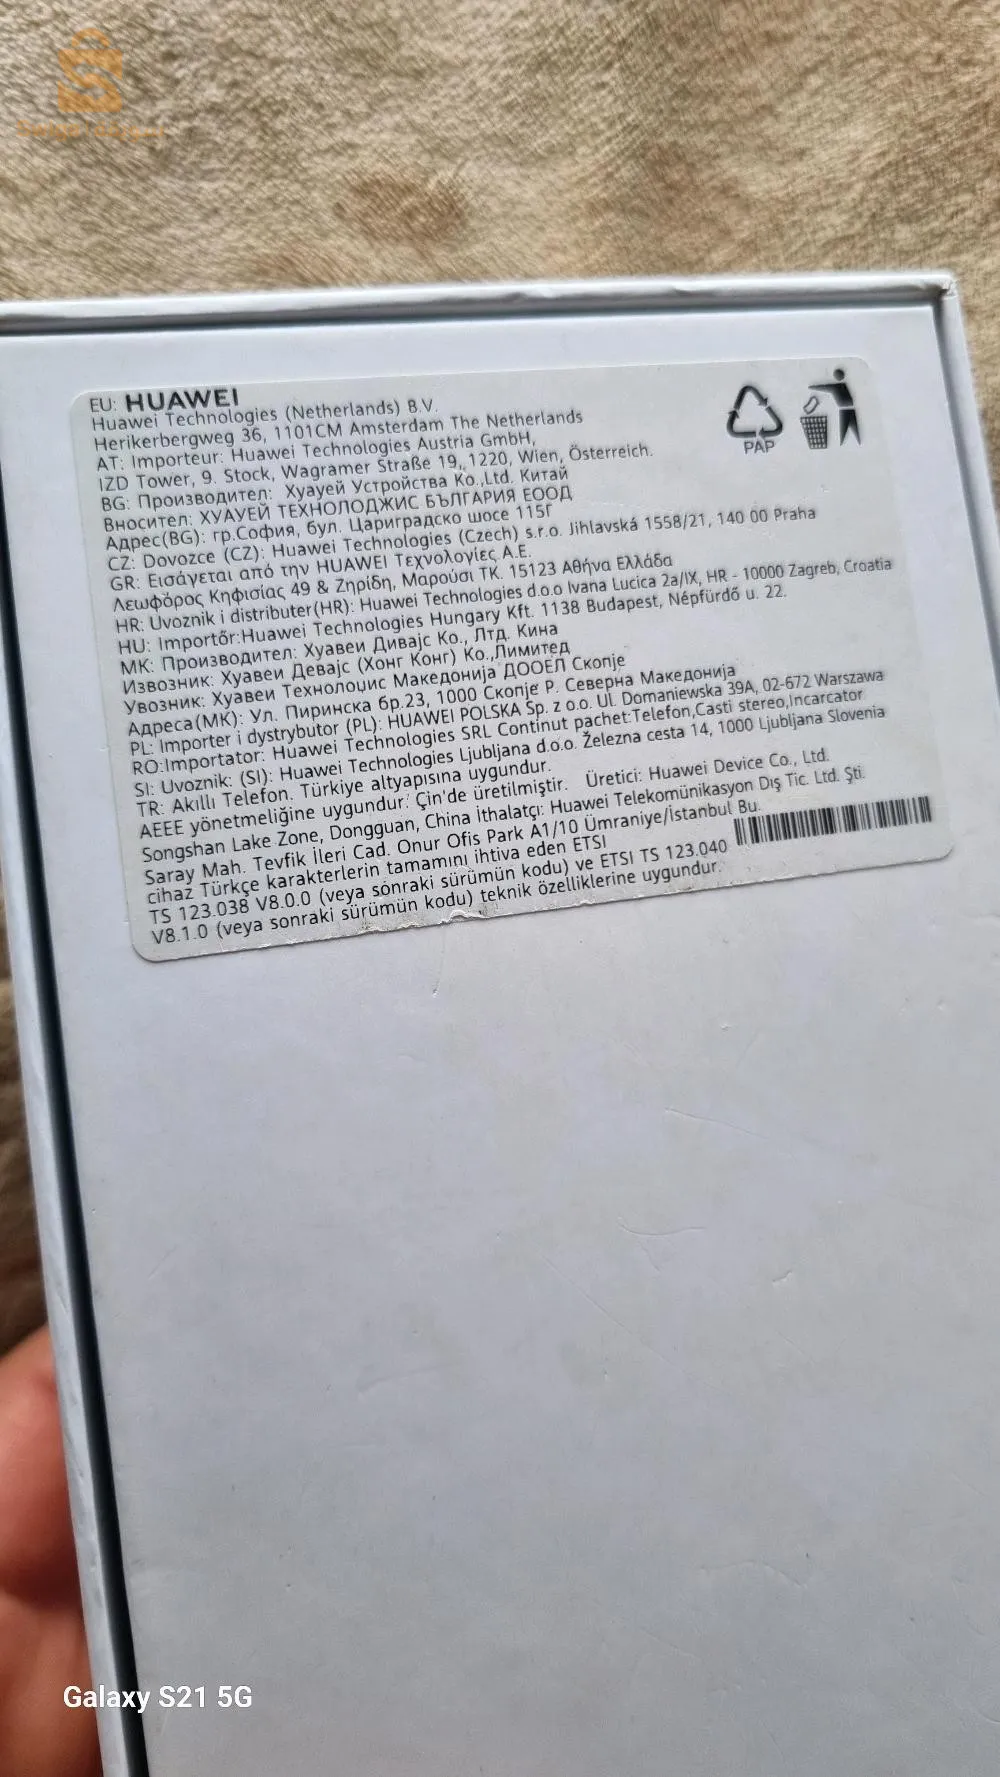 EU: HUAWEI
Huawei Technologies (Netherlands) B.V.
Herikerbergweg 36, 1101CM Amsterdam The Netherlands
AT: Importeur: Huawei Technologies Austria GmbH,
IZD Tower, 9. Stock, Wagramer Straße 19, 1220, Wien, Österreich.
BG: Производител: Хуауей Устройства Ко.,Ltd. Китай
Вносител: ХУАУЕЙ ТЕХНОЛОДЖИС БЪЛГАРИЯ ЕООД
Адрес(BG): гр.София, бул. Цариградско шосе 115Г
CZ: Dovozce (CZ): Huawei Technologies (Czech) s.r.o. Jihlavská 1558/21, 140 00 Praha
GR: Εισάγεται από την HUAWEI Τεχνολογίες Α.Ε.
Λεωφόρος Κηφισίας 49 & Ζηρίδη, Μαρούσι ΤΚ. 15123 Αθήνα Ελλάδα
HR: Uvoznik i distributer(HR): Huawei Technologies d.o.o Ivana Lucica 2a/IX, HR - 10000 Zagreb, Croatia
HU: Importőr:Huawei Technologies Hungary Kft. 1138 Budapest, Népfürdő u. 22.
МК: Производител: Хуавеи Дивајс Ко., Лтд. Кина
Извозник: Хуавеи Девајс (Хонг Конг) Ко.,Лимитед
Увозник: Хуавеи Технолоџис Македонија ДООЕЛ Скопје
Адреса(МК): Ул. Пиринска бр.23, 1000 Скопје Р. Северна Македонија
PL: Importer i dystrybutor (PL): HUAWEI POLSKA Sp. z o.o. Ul. Domaniewska 39A, 02-672 Warszawa
RO:Importator: Huawei Technologies SRL Continut pachet:Telefon,Casti stereo,Incarcator
SI: Uvoznik: (SI): Huawei Technologies Ljubljana d.o.o. Železna cesta 14, 1000 Ljubljana Slovenia
TR: Akıllı Telefon. Türkiye altyapısına uygundur.
AEEE yönetmeliğine uygundur. Çin'de üretilmiştir. Üretici: Huawei Device Co., Ltd.
Songshan Lake Zone, Dongguan, China İthalatçı: Huawei Telekomünikasyon Dış Tic. Ltd. Şti.
Saray Mah. Tevfik İleri Cad. Onur Ofis Park A1/10 Ümraniye/İstanbul Bu
cihaz Türkçe karakterlerin tamamını ihtiva eden ETSI
TS 123.038 V8.0.0 (veya sonraki sürümün kodu) ve ETSI TS 123.040
V8.1.0 (veya sonraki sürümün kodu) teknik özelliklerine uygundur.
PAP
Galaxy S21 5G